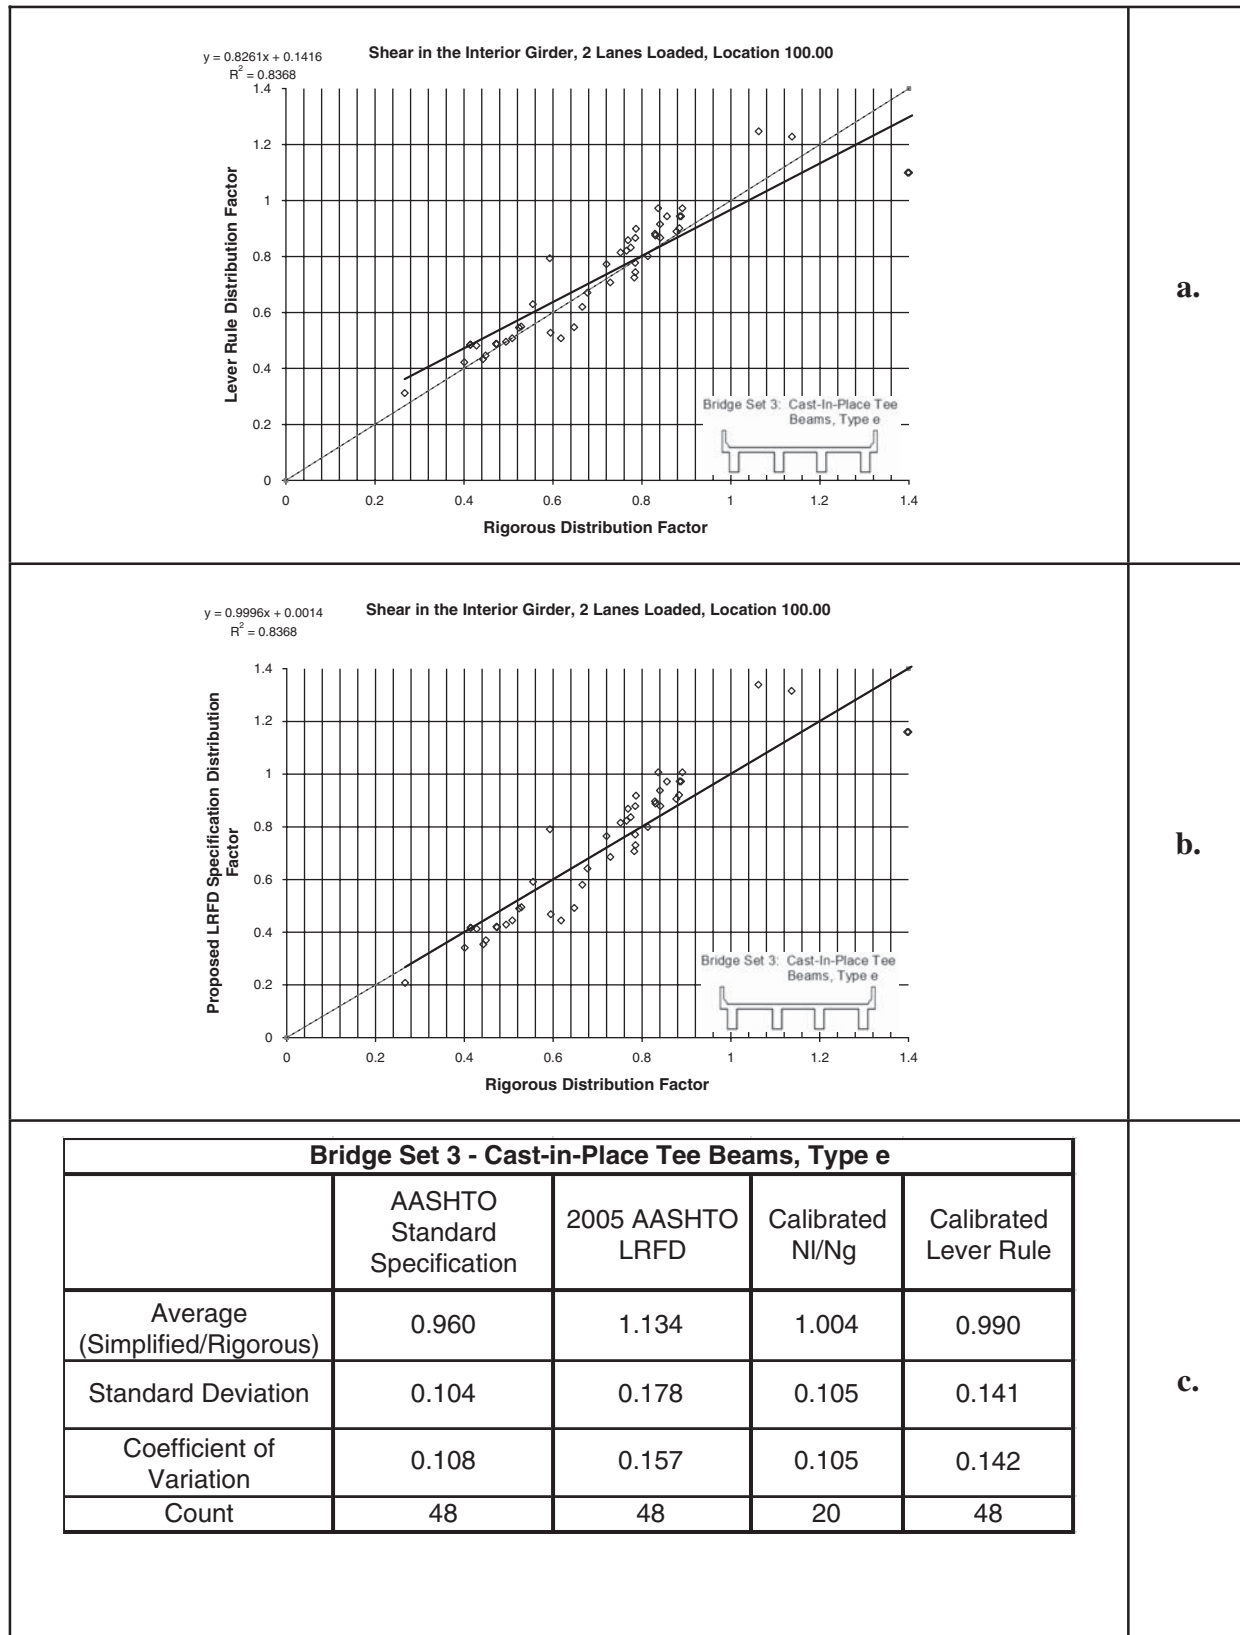 y = 0.8261x + 0.1416
R² = 0.8368
Shear in the Interior Girder, 2 Lanes Loaded, Location 100.00
Lever Rule Distribution Factor
1.4
1.2
1
0.8
0.6
0.4
0.2
0
0 0.2 0.4 0.6 0.8 1 1.2 1.4
Rigorous Distribution Factor
Bridge Set 3: Cast-In-Place Tee
Beams, Type e
a.
y = 0.9996x + 0.0014
R² = 0.8368
Shear in the Interior Girder, 2 Lanes Loaded, Location 100.00
Proposed LRFD Specification Distribution
Factor
1.4
1.2
1
0.8
0.6
0.4
0.2
0
0 0.2 0.4 0.6 0.8 1 1.2 1.4
Rigorous Distribution Factor
Bridge Set 3: Cast-In-Place Tee
Beams, Type e
b.
Bridge Set 3 - Cast-in-Place Tee Beams, Type e
AASHTO
Standard
Specification
2005 AASHTO
LRFD
Calibrated
Nl/Ng
Calibrated
Lever Rule
Average
(Simplified/Rigorous)
0.960 1.134 1.004 0.990
Standard Deviation 0.104 0.178 0.105 0.141
Coefficient of
Variation
0.108 0.157 0.105 0.142
Count 48 48 20 48
c.